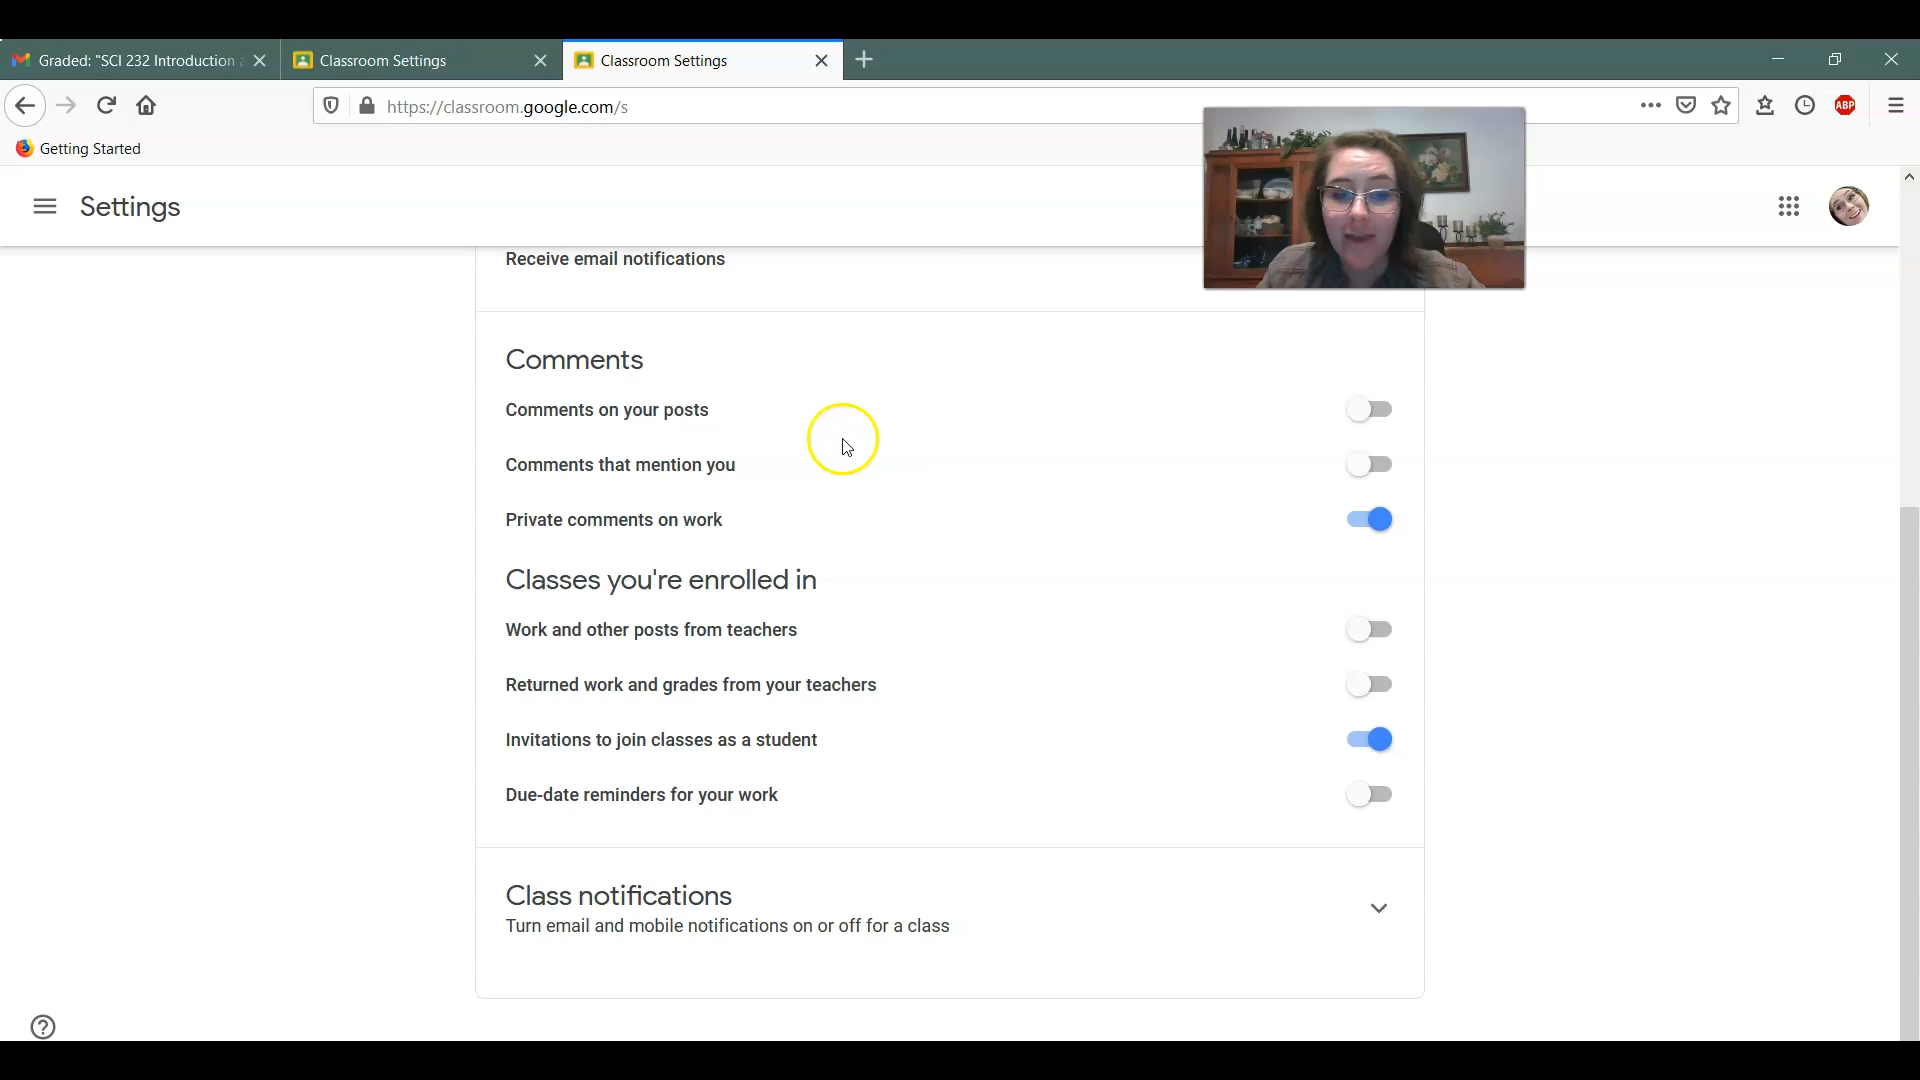 Graded: "SCI 232 Introduction
Classroom Settings
Classroom Settings
https://classroom.google.com/s
ABP
Getting Started
Settings
Receive email notifications
Comments
Comments on your posts
Comments that mention you
Private comments on work
Classes you're enrolled in
Work and other posts from teachers
Returned work and grades from your teachers
Invitations to join classes as a student
Due-date reminders for your work
Class notifications
Turn email and mobile notifications on or off for a class